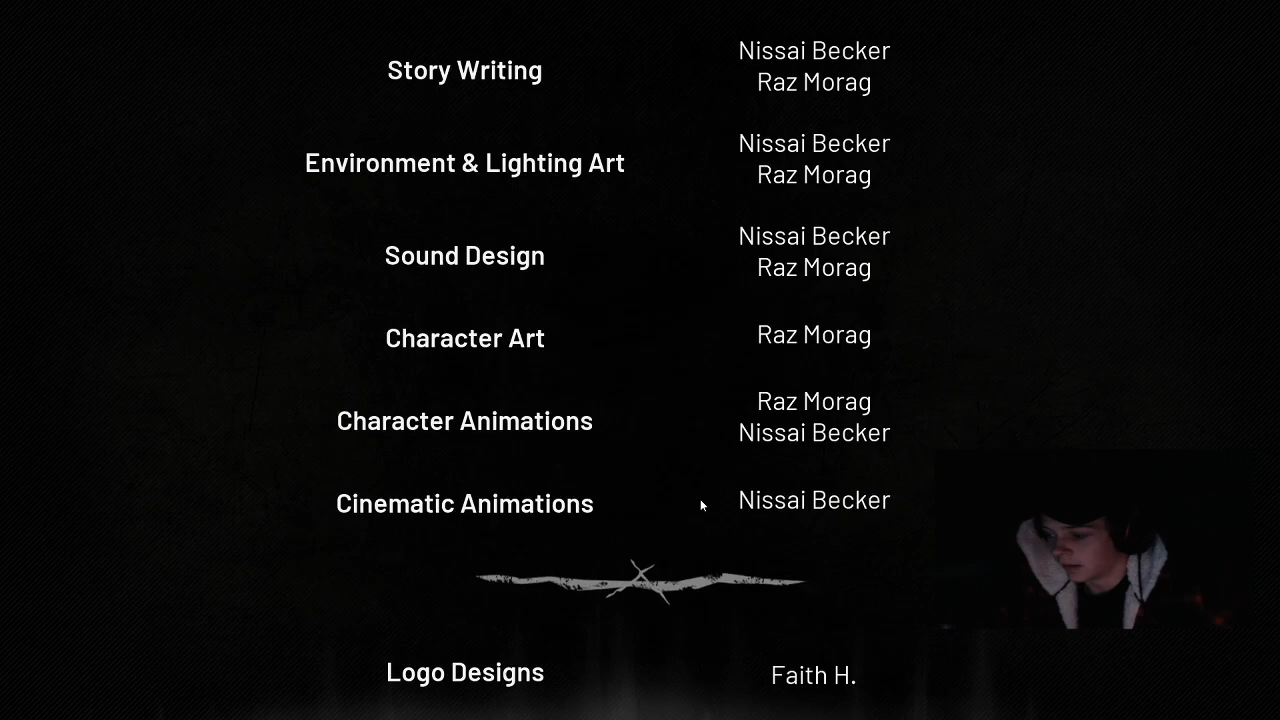 Story Writing
Nissai Becker
Raz Morag
Environment & Lighting Art
Nissai Becker
Raz Morag
Sound Design
Nissai Becker
Raz Morag
Character Art
Raz Morag
Character Animations
Raz Morag
Nissai Becker
Cinematic Animations
Nissai Becker
Logo Designs
Faith H.